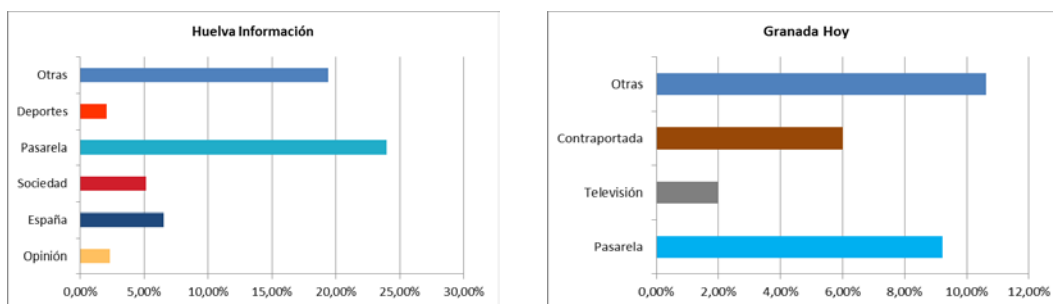 Huelva Información
Otras
Deportes
Pasarela
Sociedad
España
Opinión
0,00% 5,00% 10,00% 15,00% 20,00% 25,00% 30,00%
Granada Hoy
Otras
Contraportada
Televisión
Pasarela
0,00% 2,00% 4,00% 6,00% 8,00% 10,00% 12,00%